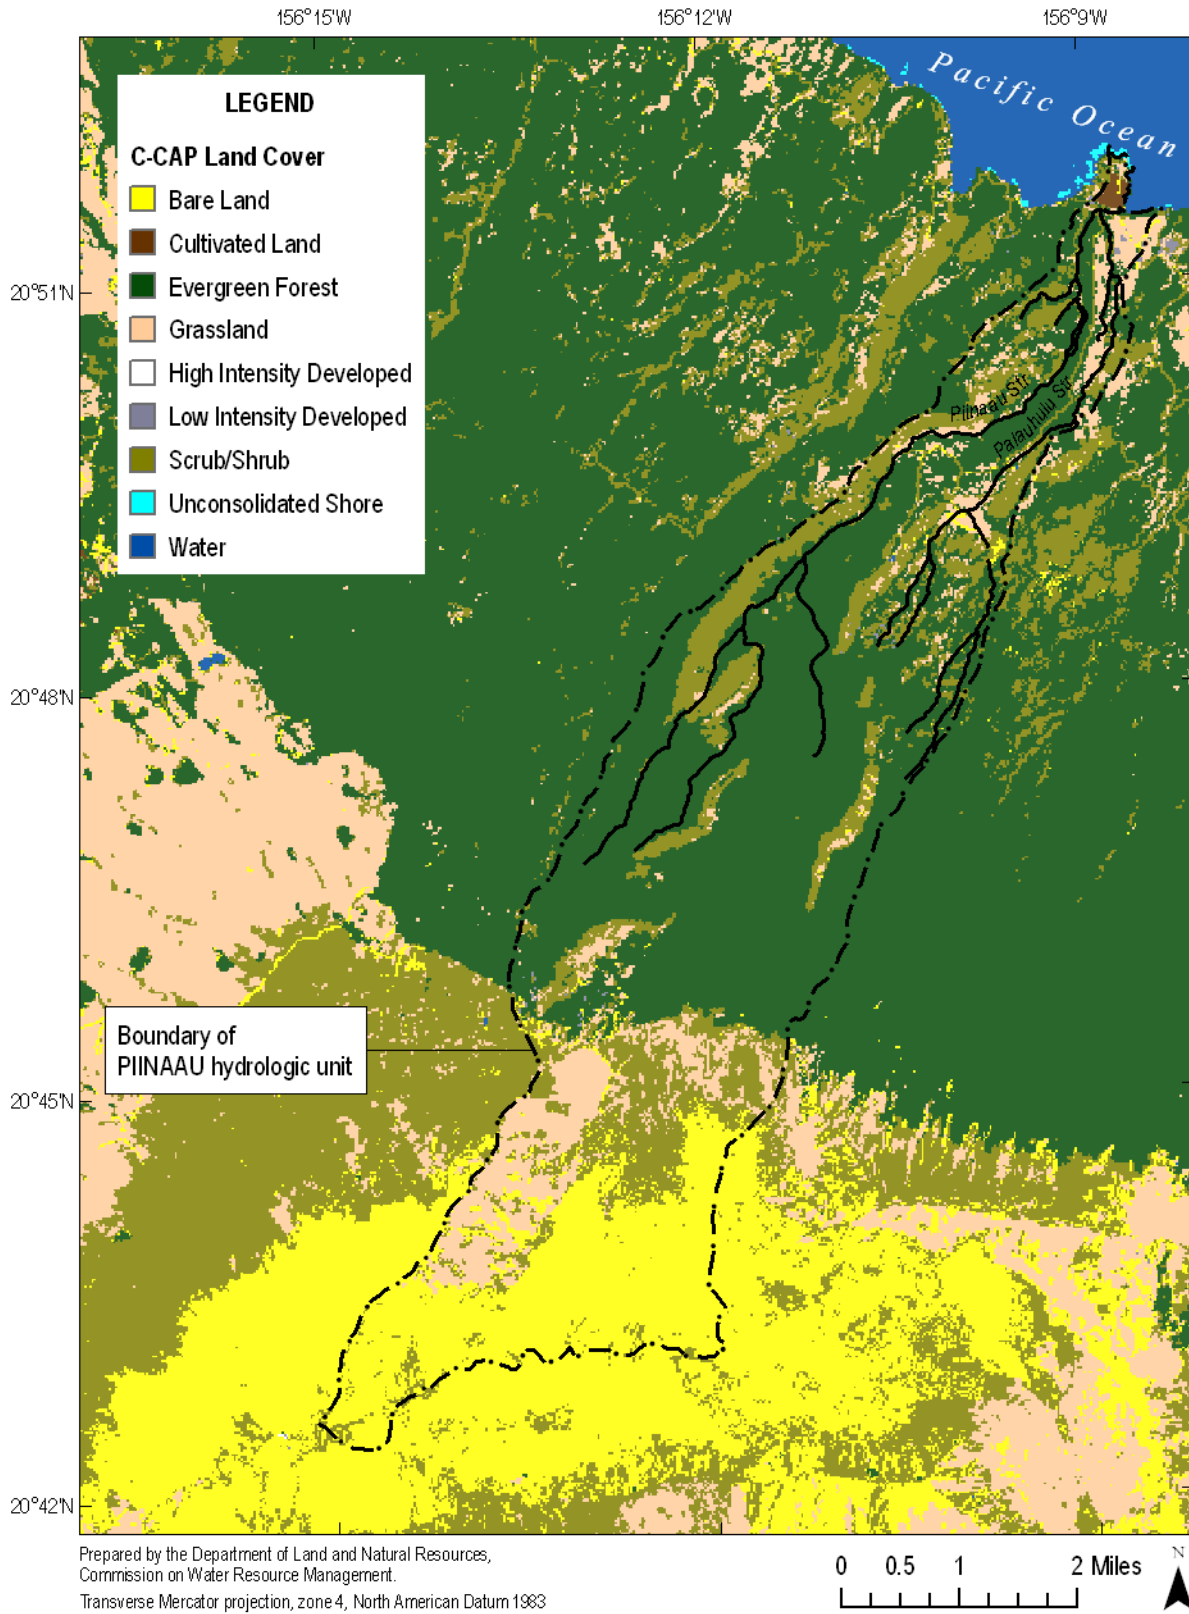 156°15'W
156°12'W
156°9'W
Pacific Ocean
LEGEND
C-CAP Land Cover
Bare Land
Cultivated Land
Evergreen Forest
Grassland
High Intensity Developed
Low Intensity Developed
Scrub/Shrub
Unconsolidated Shore
Water
20°51'N
Piinaau Str.
Palauhulu Str.
20°48'N
Boundary of
PIINAAU hydrologic unit
20°45'N
20°42'N
Prepared by the Department of Land and Natural Resources,
Commission on Water Resource Management.
Transverse Mercator projection, zone 4, North American Datum 1983
0 0.5 1 2 Miles
N